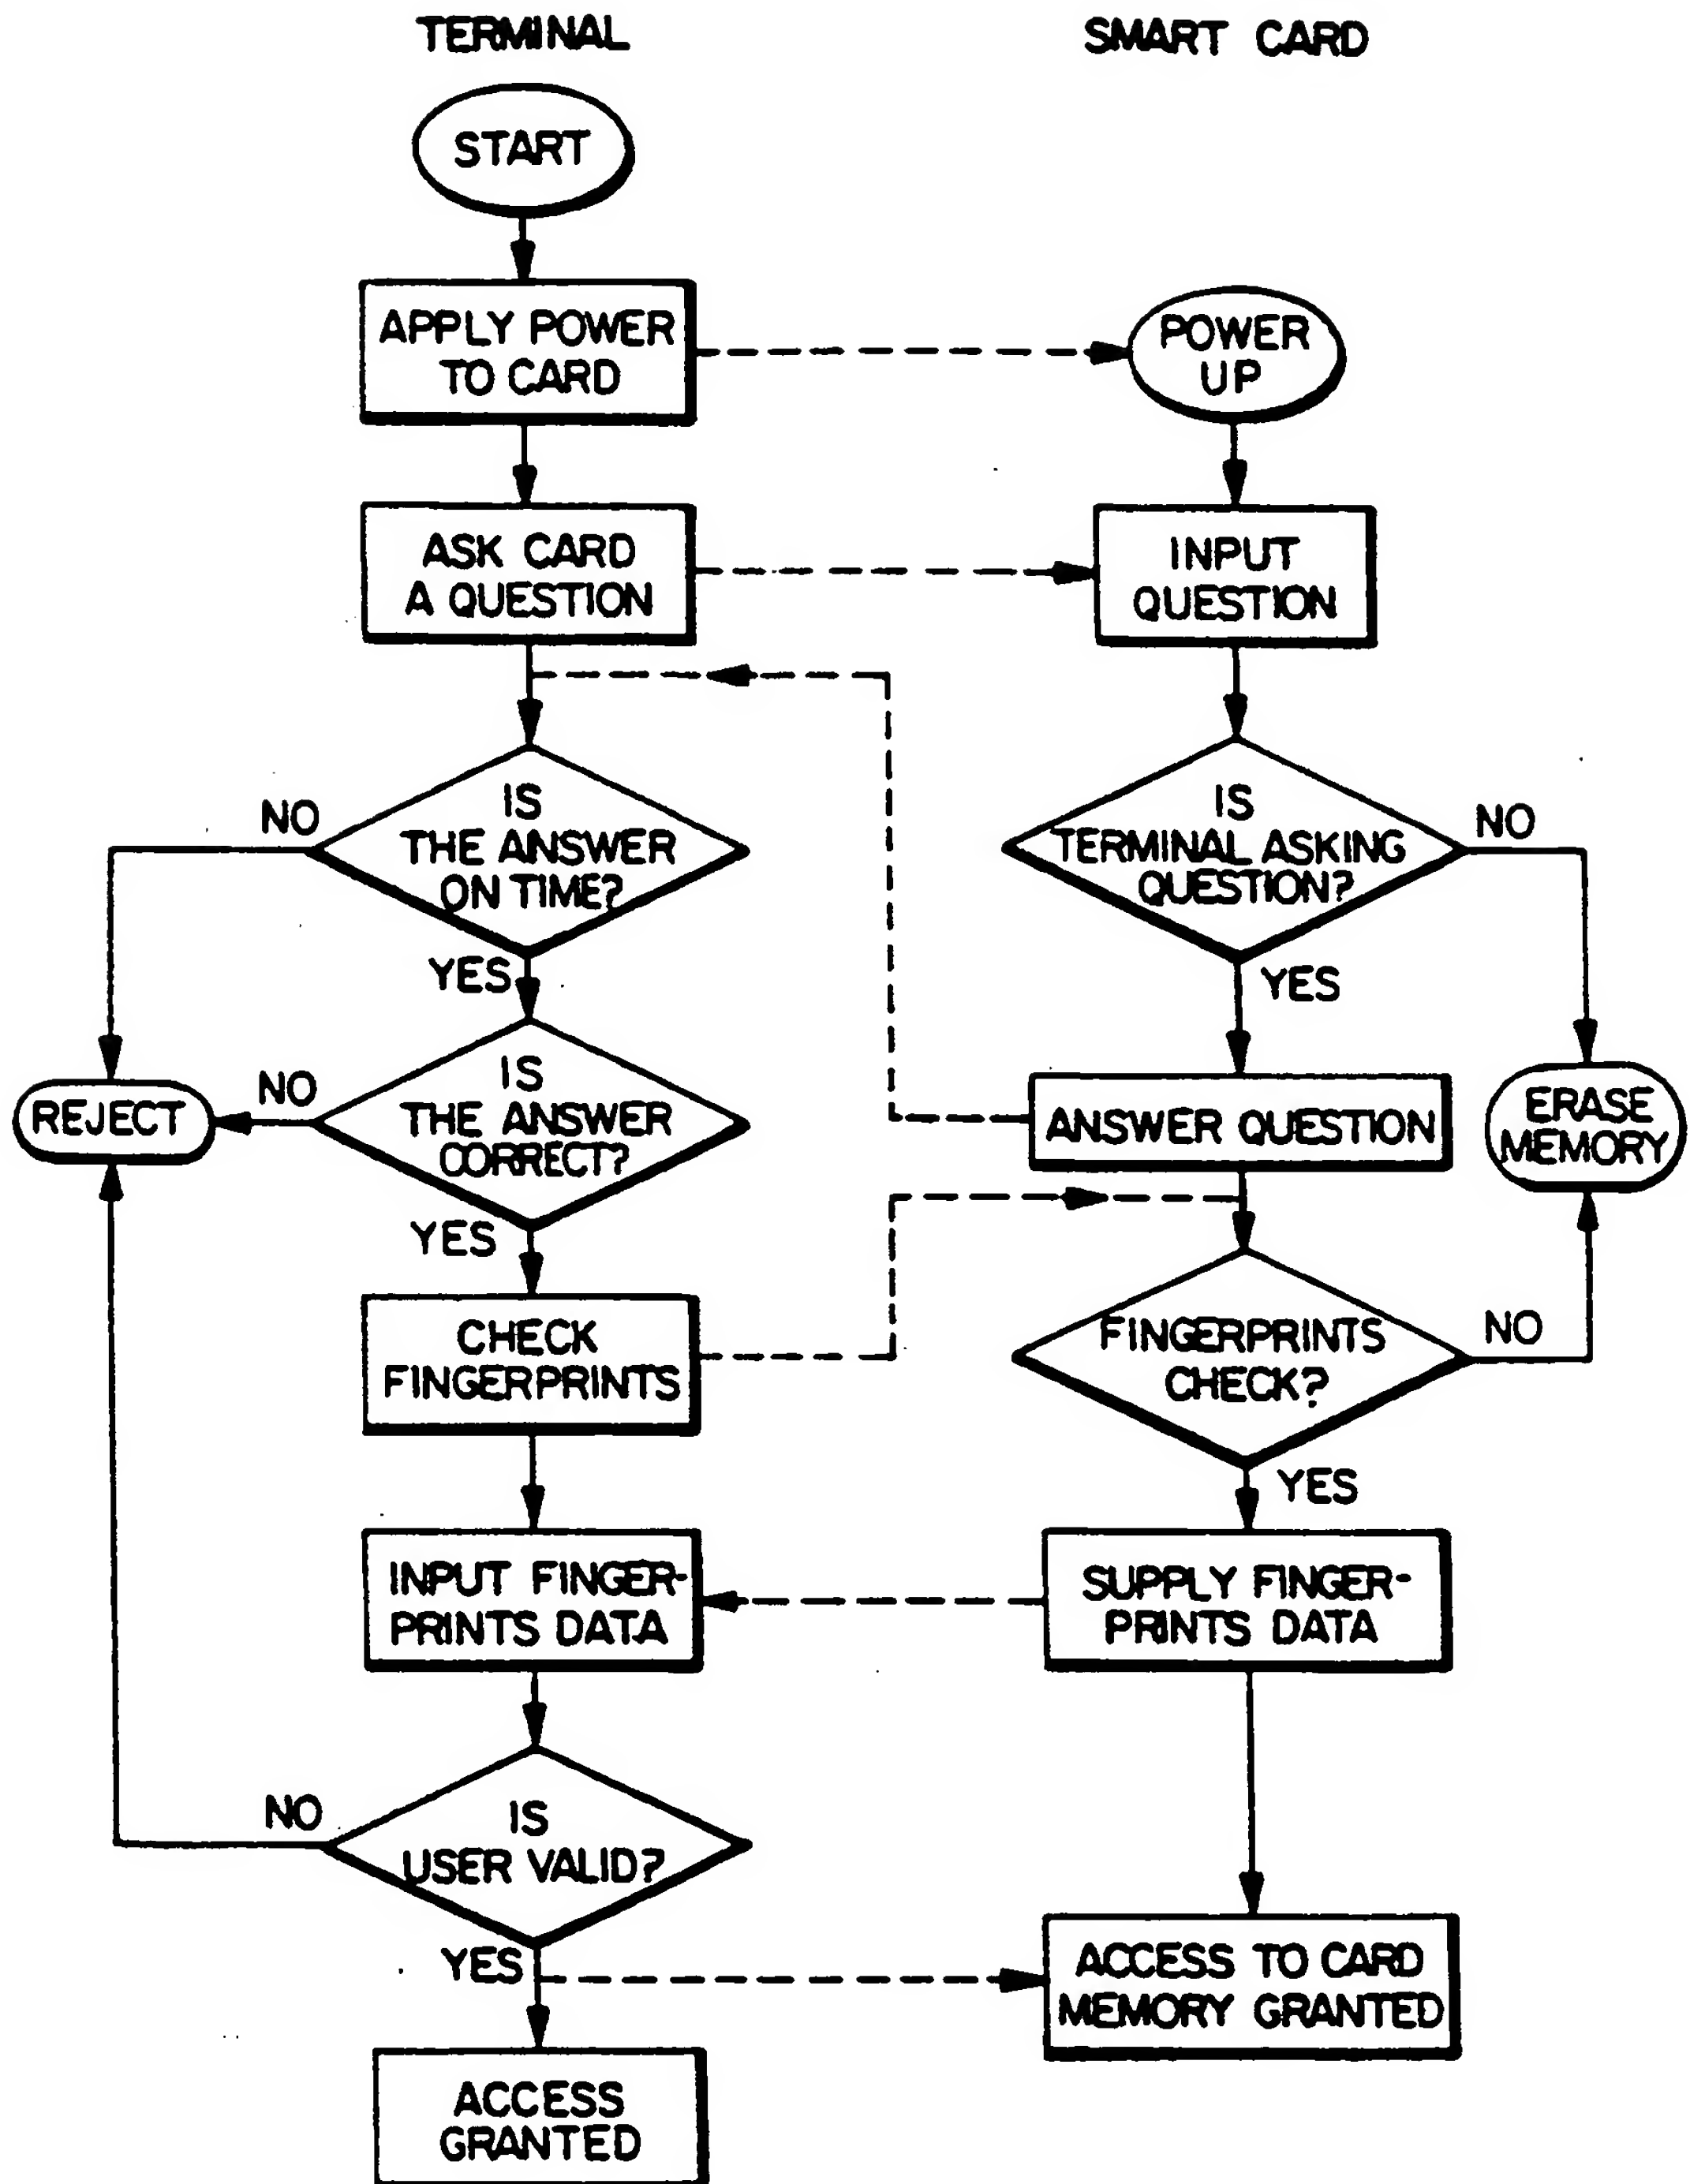 TERMINAL
SMART CARD
START
APPLY POWER
TO CARD
POWER
UP
ASK CARD
A QUESTION
INPUT
QUESTION
IS
THE ANSWER
ON TIME?
NO
YES
IS
TERMINAL ASKING
QUESTION?
NO
YES
REJECT
NO
IS
THE ANSWER
CORRECT?
YES
ANSWER QUESTION
ERASE
MEMORY
CHECK
FINGERPRINTS
FINGERPRINTS
CHECK?
NO
YES
INPUT FINGER-
PRINTS DATA
SUPPLY FINGER-
PRINTS DATA
NO
IS
USER VALID?
YES
ACCESS TO CARD
MEMORY GRANTED
ACCESS
GRANTED